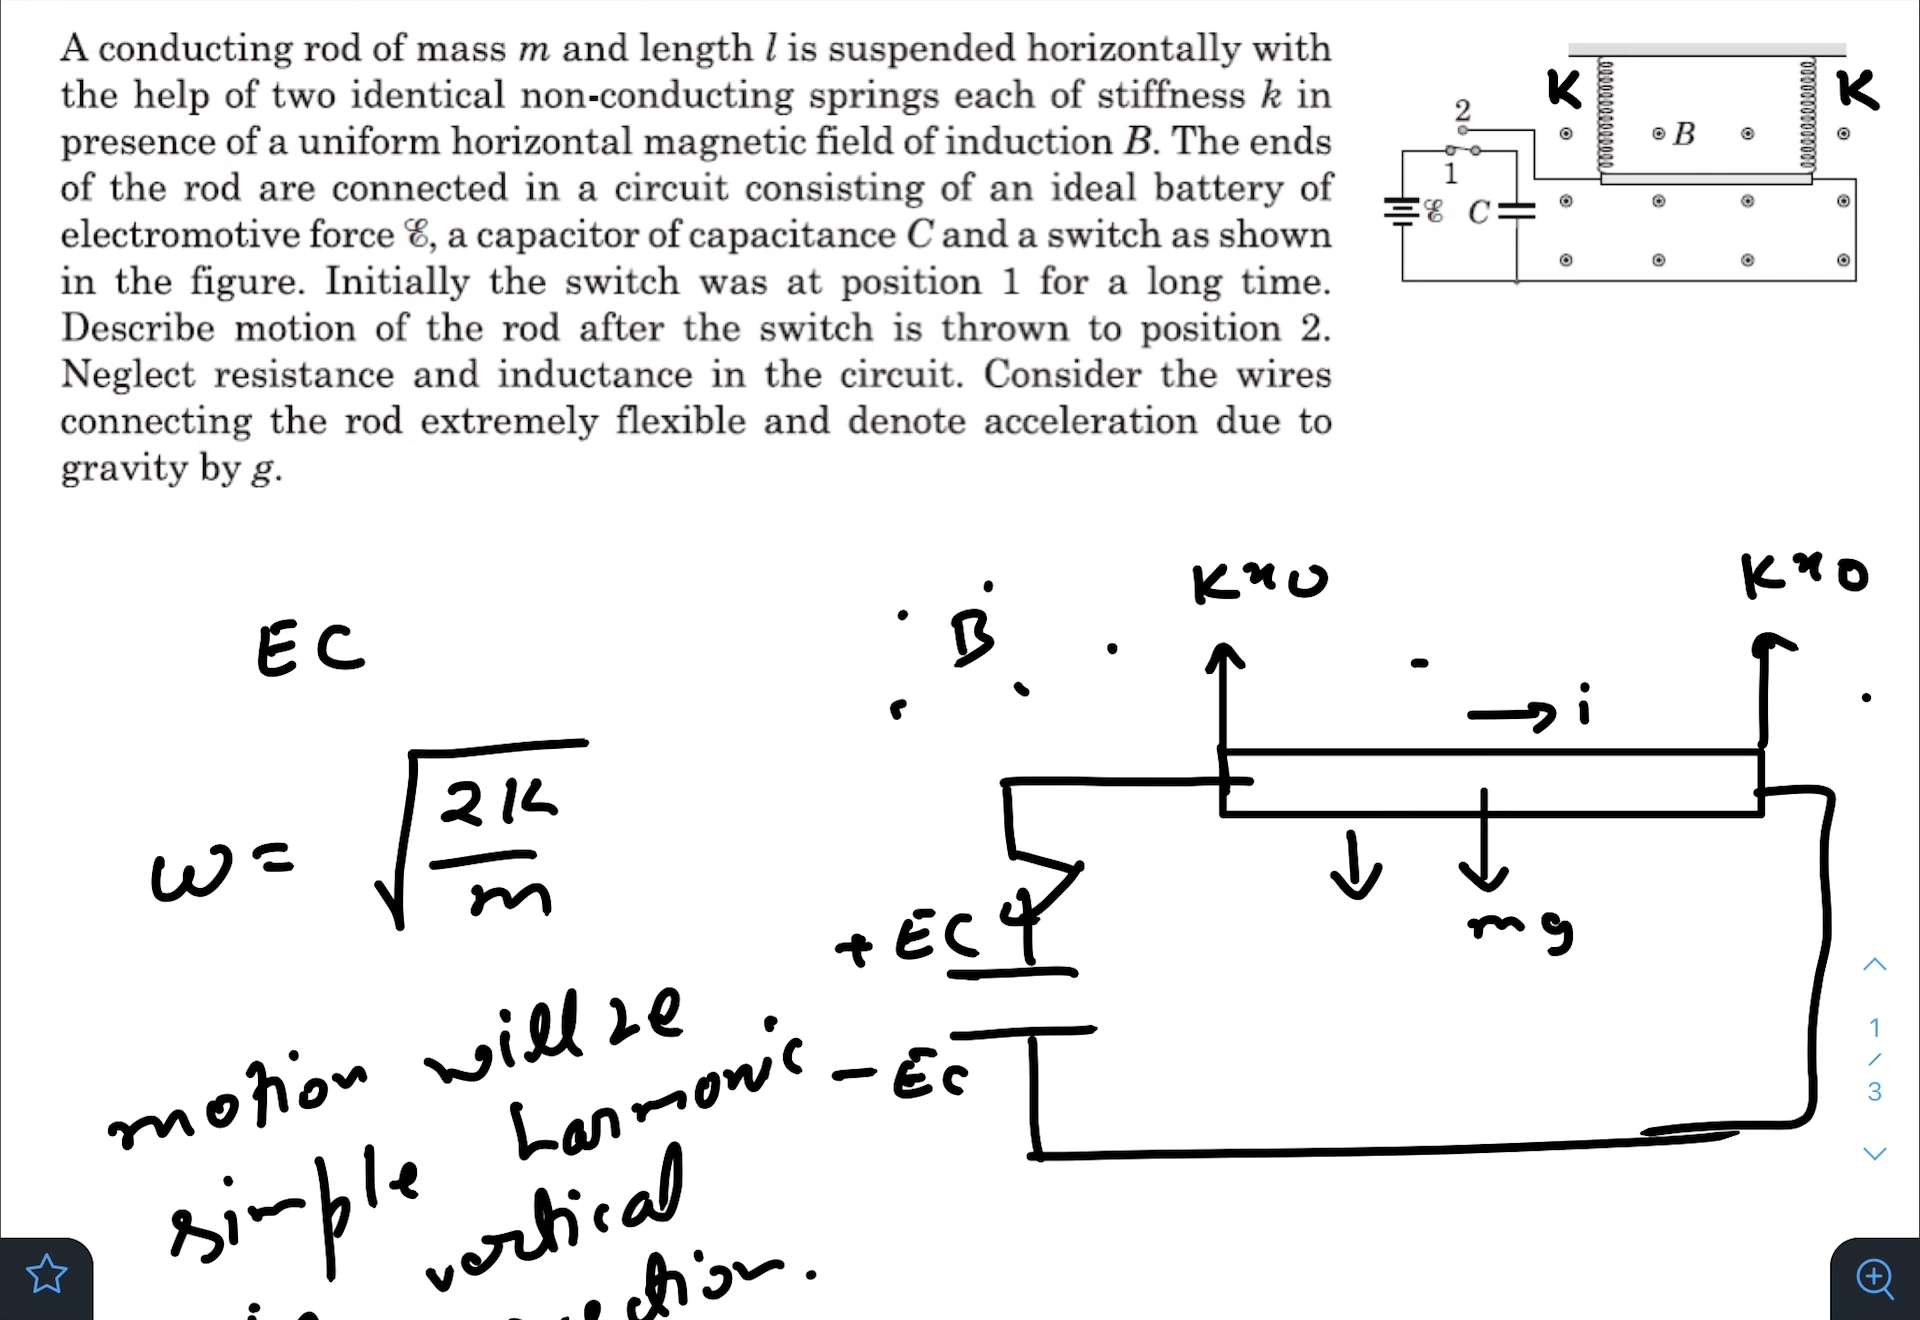 A conducting rod of mass m and length l is suspended horizontally with
the help of two identical non-conducting springs each of stiffness k in
presence of a uniform horizontal magnetic field of induction B. The ends
of the rod are connected in a circuit consisting of an ideal battery of
electromotive force ℰ, a capacitor of capacitance C and a switch as shown
in the figure. Initially the switch was at position 1 for a long time.
Describe motion of the rod after the switch is thrown to position 2.
Neglect resistance and inductance in the circuit. Consider the wires
connecting the rod extremely flexible and denote acceleration due to
gravity by g.
K K
2
B
1
ℰ C
Kx0 Kx0
B
EC
i
ω = √(2K/m)
mg
+EC
-EC
motion will be
simple harmonic
vertical
1
/
3